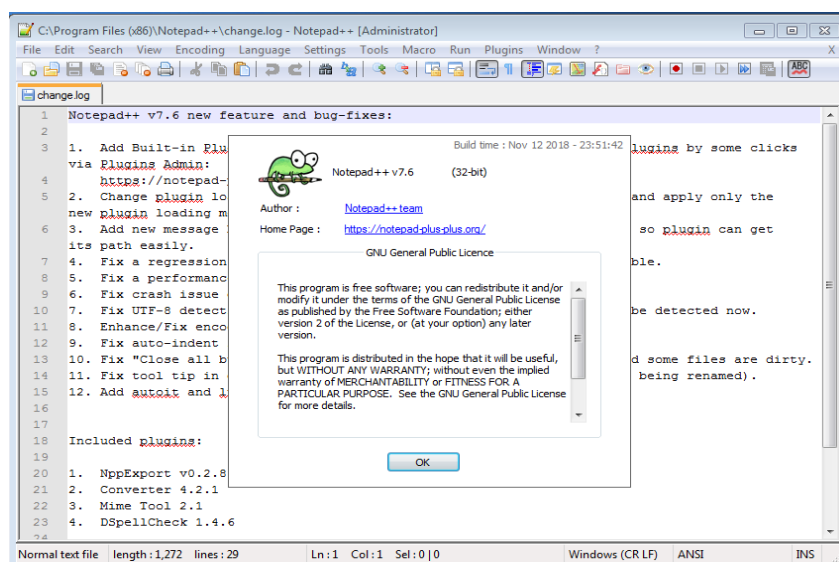 C:\Program Files (x86)\Notepad++\change.log - Notepad++ [Administrator]
File Edit Search View Encoding Language Settings Tools Macro Run Plugins Window ? X
ABC
change.log
1 Notepad++ v7.6 new feature and bug-fixes:
2
3 1. Add Built-in Plu lugins by some clicks
via Plugins Admin:
4 https://notepad-
5 2. Change plugin lo and apply only the
new plugin loading m
6 3. Add new message so plugin can get
its path easily.
7 4. Fix a regression ble.
8 5. Fix a performanc
9 6. Fix crash issue
10 7. Fix UTF-8 detect be detected now.
11 8. Enhance/Fix enco
12 9. Fix auto-indent
13 10. Fix "Close all b d some files are dirty.
14 11. Fix tool tip in being renamed).
15 12. Add autoit and l
16
17
18 Included plugins:
19
20 1. NppExport v0.2.8
21 2. Converter 4.2.1
22 3. Mime Tool 2.1
23 4. DSpellCheck 1.4.6
24
Build time : Nov 12 2018 - 23:51:42
Notepad++ v7.6 (32-bit)
Author : Notepad++ team
Home Page : https://notepad-plus-plus.org/
GNU General Public Licence
This program is free software; you can redistribute it and/or
modify it under the terms of the GNU General Public License
as published by the Free Software Foundation; either
version 2 of the License, or (at your option) any later
version.
This program is distributed in the hope that it will be useful,
but WITHOUT ANY WARRANTY; without even the implied
warranty of MERCHANTABILITY or FITNESS FOR A
PARTICULAR PURPOSE. See the GNU General Public License
for more details.
OK
Normal text file length : 1,272 lines : 29 Ln : 1 Col : 1 Sel : 0 | 0 Windows (CR LF) ANSI INS